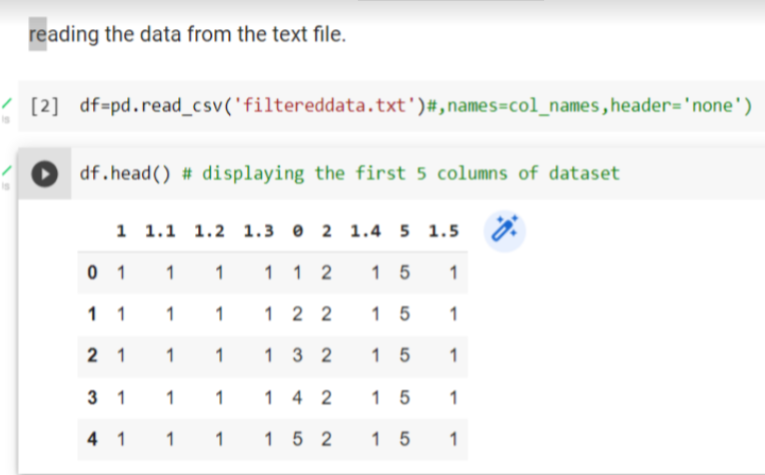 reading the data from the text file.
[2] df=pd.read_csv('filtereddata.txt')#,names=col_names,header='none')
df.head() # displaying the first 5 columns of dataset
1 1.1 1.2 1.3 0 2 1.4 5 1.5
0 1 1 1 1 1 2 1 5 1
1 1 1 1 1 2 2 1 5 1
2 1 1 1 1 3 2 1 5 1
3 1 1 1 1 4 2 1 5 1
4 1 1 1 1 5 2 1 5 1